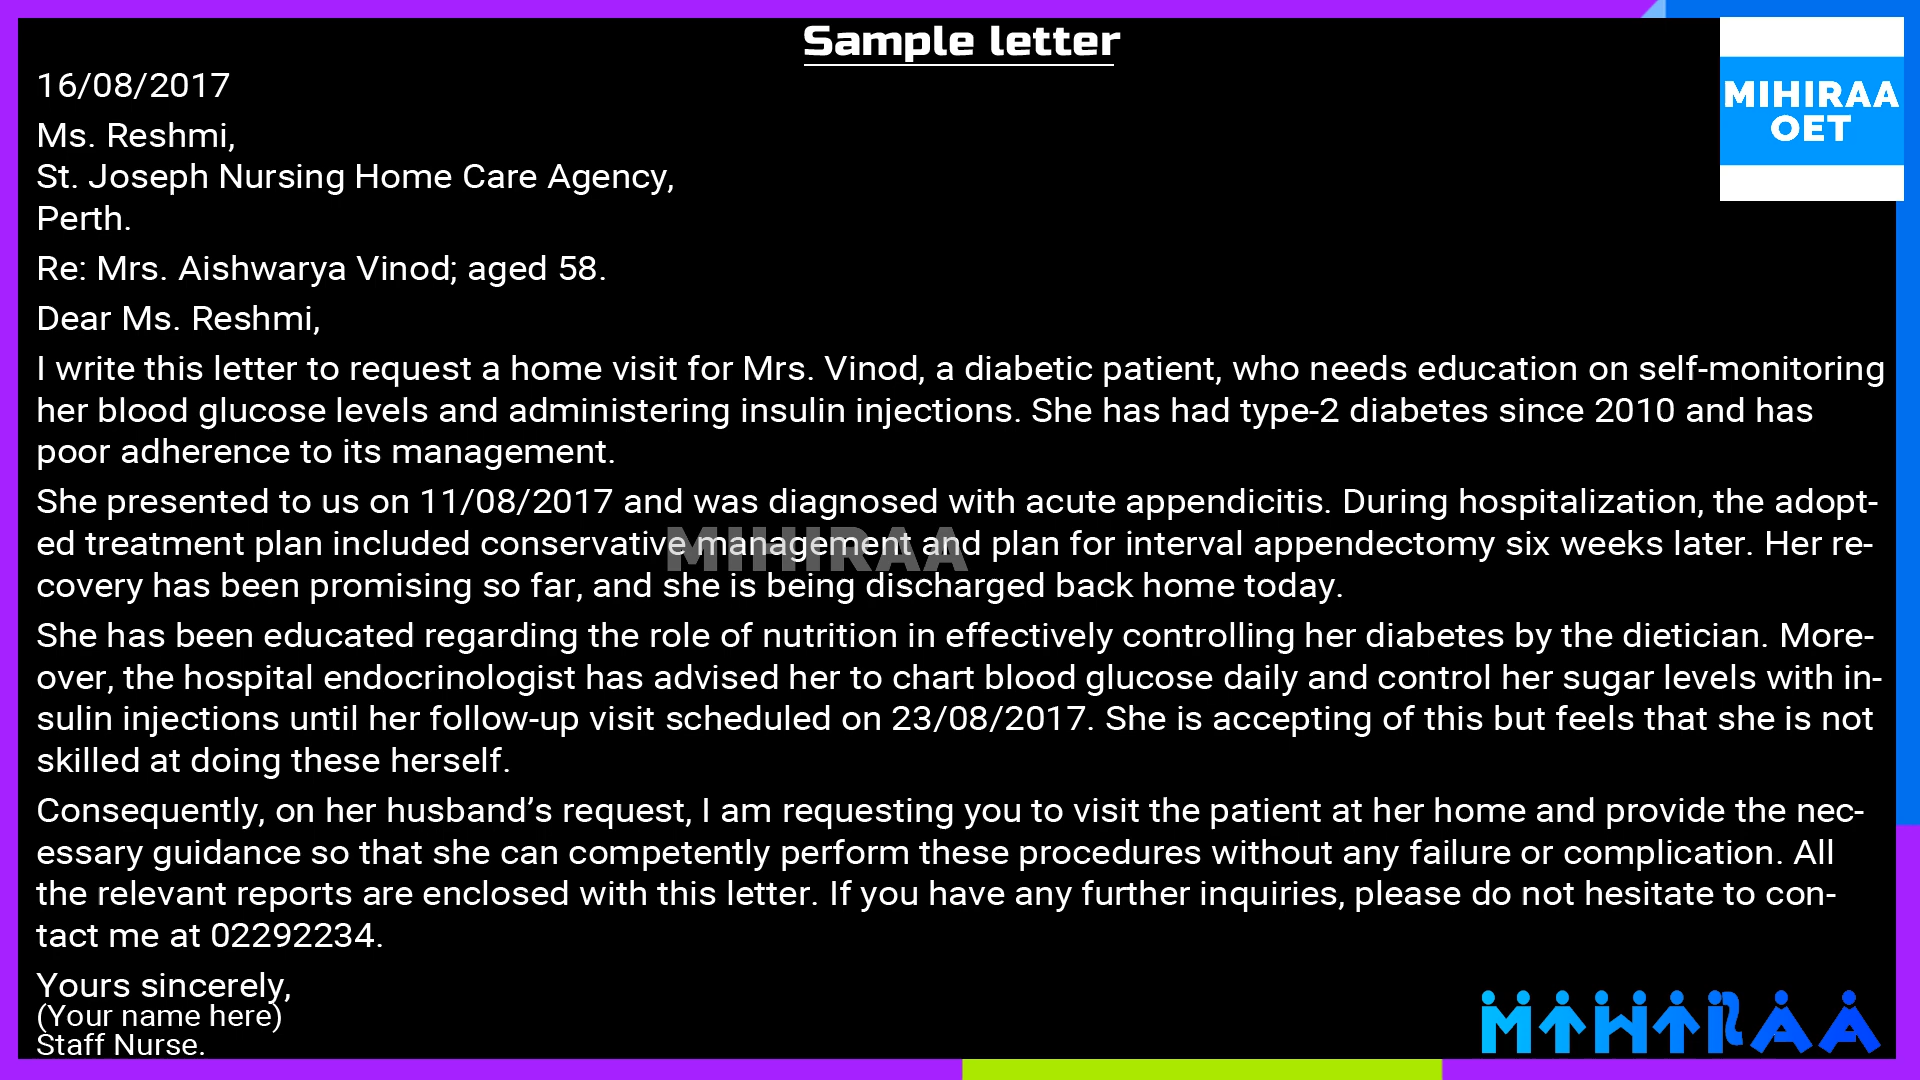 Sample letter
MIHIRAA
OET
16/08/2017
Ms. Reshmi,
St. Joseph Nursing Home Care Agency,
Perth.
Re: Mrs. Aishwarya Vinod; aged 58.
Dear Ms. Reshmi,
I write this letter to request a home visit for Mrs. Vinod, a diabetic patient, who needs education on self-monitoring
her blood glucose levels and administering insulin injections. She has had type-2 diabetes since 2010 and has
poor adherence to its management.
She presented to us on 11/08/2017 and was diagnosed with acute appendicitis. During hospitalization, the adopt-
ed treatment plan included conservative management and plan for interval appendectomy six weeks later. Her re-
MIHIRAA
covery has been promising so far, and she is being discharged back home today.
She has been educated regarding the role of nutrition in effectively controlling her diabetes by the dietician. More-
over, the hospital endocrinologist has advised her to chart blood glucose daily and control her sugar levels with in-
sulin injections until her follow-up visit scheduled on 23/08/2017. She is accepting of this but feels that she is not
skilled at doing these herself.
Consequently, on her husband’s request, I am requesting you to visit the patient at her home and provide the nec-
essary guidance so that she can competently perform these procedures without any failure or complication. All
the relevant reports are enclosed with this letter. If you have any further inquiries, please do not hesitate to con-
tact me at 02292234.
Yours sincerely,
(Your name here)
Staff Nurse.
MIHIRAA